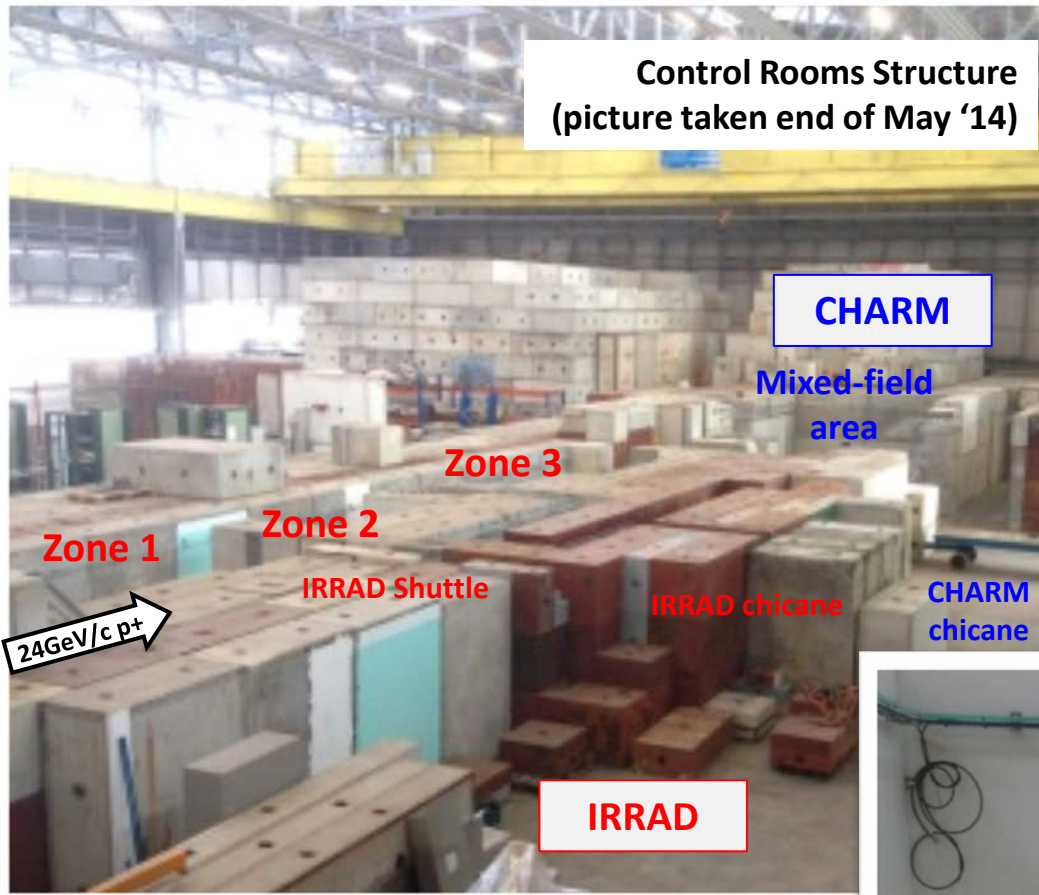 Control Rooms Structure
(picture taken end of May ‘14)
CHARM
Mixed-field
area
Zone 3
Zone 2
Zone 1
IRRAD Shuttle
IRRAD chicane
CHARM
chicane
24GeV/c p+
IRRAD